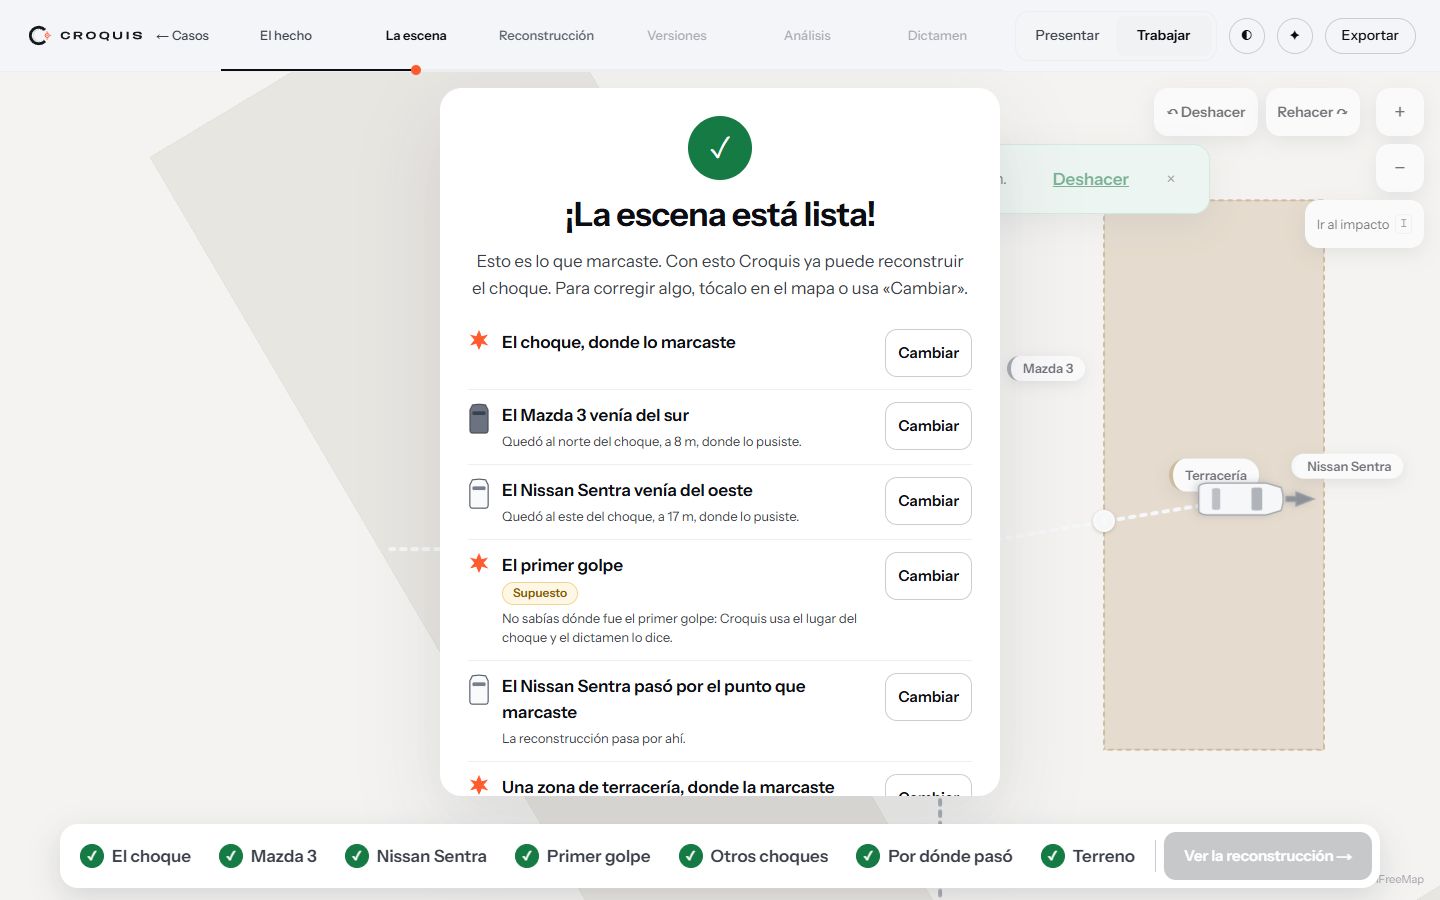 CROQUIS
← Casos
El hecho
La escena
Reconstrucción
Versiones
Análisis
Dictamen
Presentar
Trabajar
Exportar
Deshacer
Rehacer
+
−
Ir al impacto I
Deshacer ×
¡La escena está lista!
Esto es lo que marcaste. Con esto Croquis ya puede reconstruir
el choque. Para corregir algo, tócalo en el mapa o usa «Cambiar».
El choque, donde lo marcaste
Cambiar
El Mazda 3 venía del sur
Quedó al norte del choque, a 8 m, donde lo pusiste.
Cambiar
El Nissan Sentra venía del oeste
Quedó al este del choque, a 17 m, donde lo pusiste.
Cambiar
El primer golpe
Supuesto
No sabías dónde fue el primer golpe: Croquis usa el lugar del
choque y el dictamen lo dice.
Cambiar
El Nissan Sentra pasó por el punto que
marcaste
La reconstrucción pasa por ahí.
Cambiar
Una zona de terracería, donde la marcaste
Cambiar
Mazda 3
Terracería
Nissan Sentra
El choque
Mazda 3
Nissan Sentra
Primer golpe
Otros choques
Por dónde pasó
Terreno
Ver la reconstrucción →
FreeMap